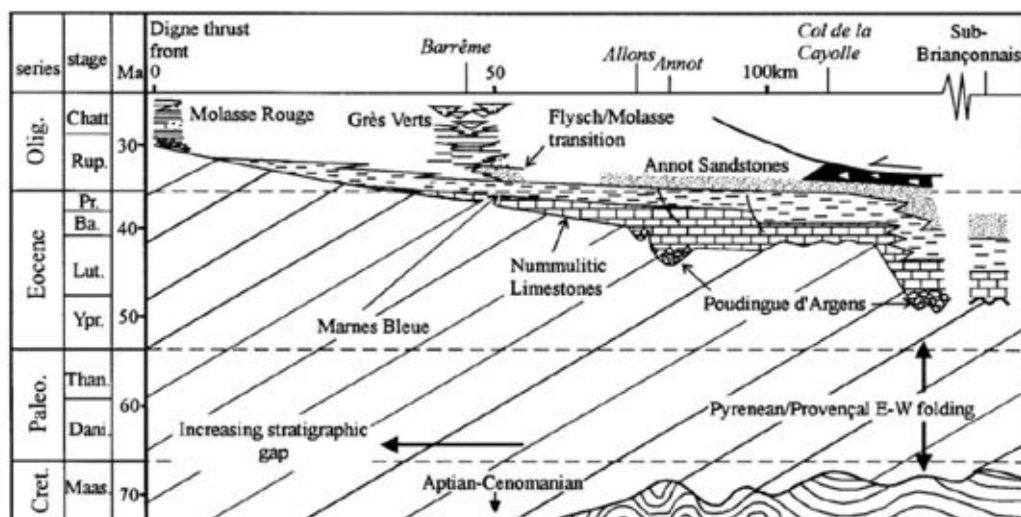 Digne thrust
front
Barrême
Allons
Annot
Col de la
Cayolle
Sub-
Briançonnais
series
stage
Ma
0
50
100km
Olig.
Chatt
Rup.
30
Molasse Rouge
Grès Verts
Flysch/Molasse
transition
Annot Sandstones
Eocene
Pr.
Ba.
40
Lut.
Ypr.
50
Nummulitic
Limestones
Marnes Bleue
Poudingue d'Argens
Paleo.
Than.
60
Dani.
Pyrenean/Provençal E-W folding
Increasing stratigraphic
gap
Cret.
Maas.
70
Aptian-Cenomanian